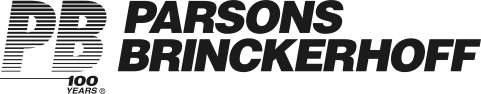 PB
100
YEARS ®
PARSONS
BRINCKERHOFF